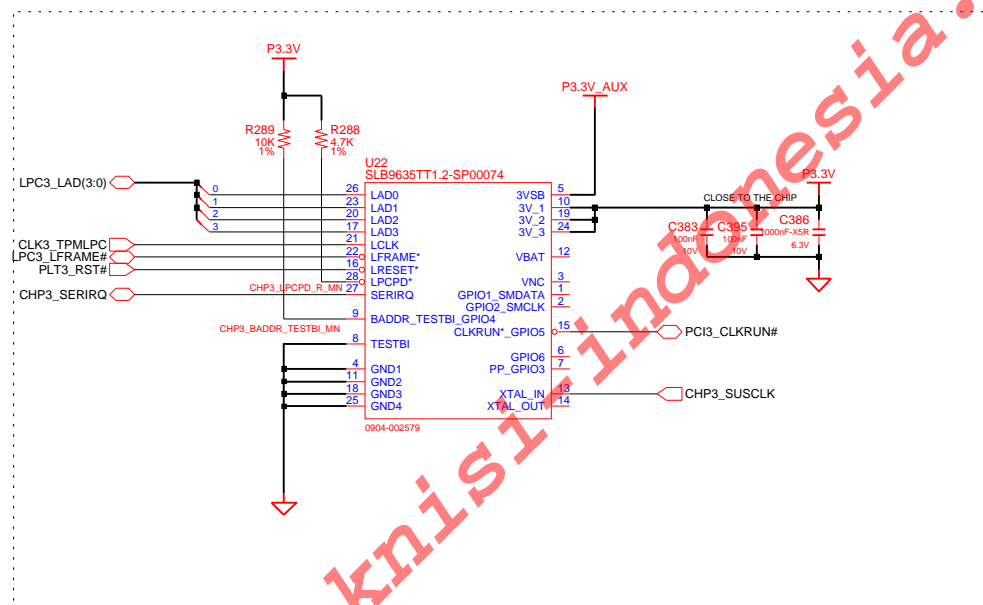 P3.3V
P3.3V_AUX
R289
10K
1%
R288
4.7K
1%
U22
SLB9635TT1.2-SP00074
LPC3_LAD(3:0)
0
1
2
3
26 LAD0
23 LAD1
20 LAD2
17 LAD3
CLK3_TPMLPC 21 LCLK
LPC3_LFRAME# 22 LFRAME*
PLT3_RST# 16 LRESET*
CHP3_LPCPD_R_MN 28 LPCPD*
CHP3_SERIRQ 27 SERIRQ
9 BADDR_TESTBI_GPIO4
CHP3_BADDR_TESTBI_MN
8 TESTBI
4 GND1
11 GND2
18 GND3
25 GND4
0904-002579
3VSB 5
3V_1 10
3V_2 19
3V_3 24
VBAT 12
VNC 3
GPIO1_SMDATA 1
GPIO2_SMCLK 2
CLKRUN*_GPIO5 15 PCI3_CLKRUN#
GPIO6 6
PP_GPIO3 7
XTAL_IN 13 CHP3_SUSCLK
XTAL_OUT 14
P3.3V
CLOSE TO THE CHIP
C383
100nF
10V
C395
100nF
10V
C386
1000nF-X5R
6.3V
knisi-indonesia.